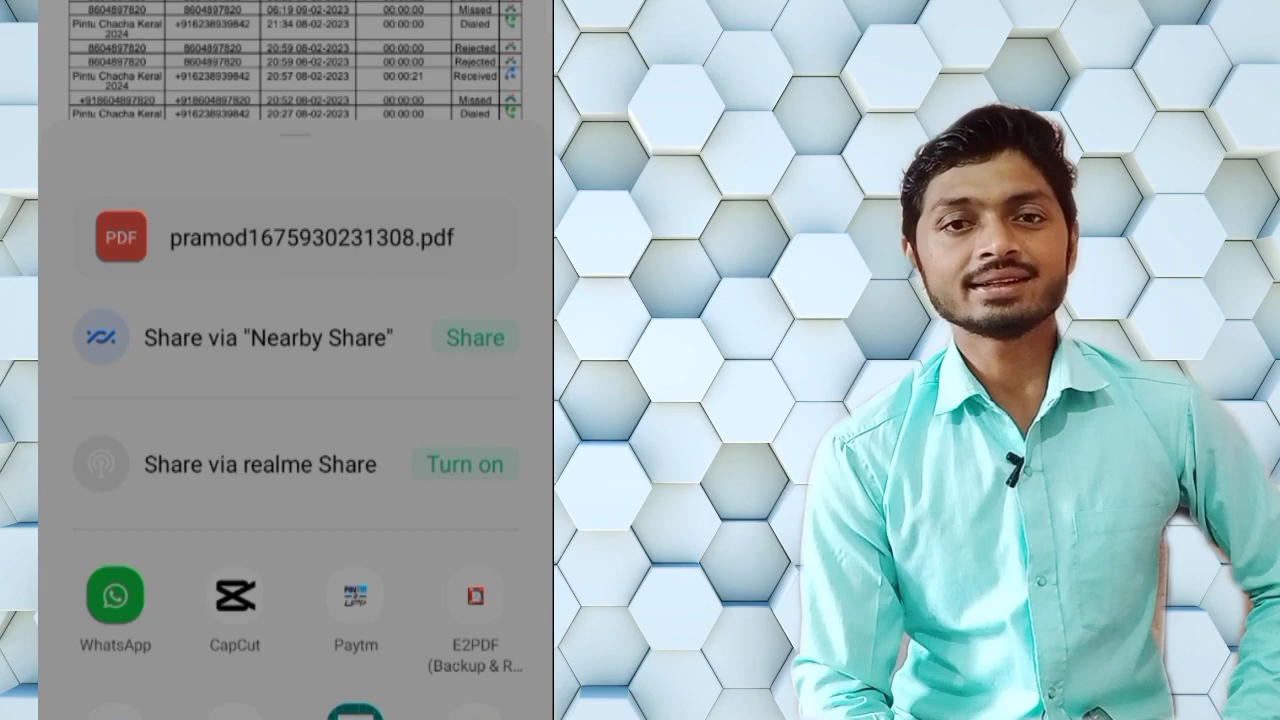 8604897820 8604897820 06:19 09-02-2023 00:00:00 Missed
Pintu Chacha Keral +916238939842 21:34 08-02-2023 00:00:00 Dialed
2024
8604897820 8604897820 20:59 08-02-2023 00:00:00 Rejected
8604897820 8604897820 20:59 08-02-2023 00:00:00 Rejected
Pintu Chacha Keral +916238939842 20:57 08-02-2023 00:00:21 Received
2024
+918604897820 +918604897820 20:52 08-02-2023 00:00:00 Missed
Pintu Chacha Keral +916238939842 20:27 08-02-2023 00:00:00 Dialed
PDF pramod1675930231308.pdf
Share via "Nearby Share" Share
Share via realme Share Turn on
WhatsApp CapCut Paytm E2PDF
(Backup & R...